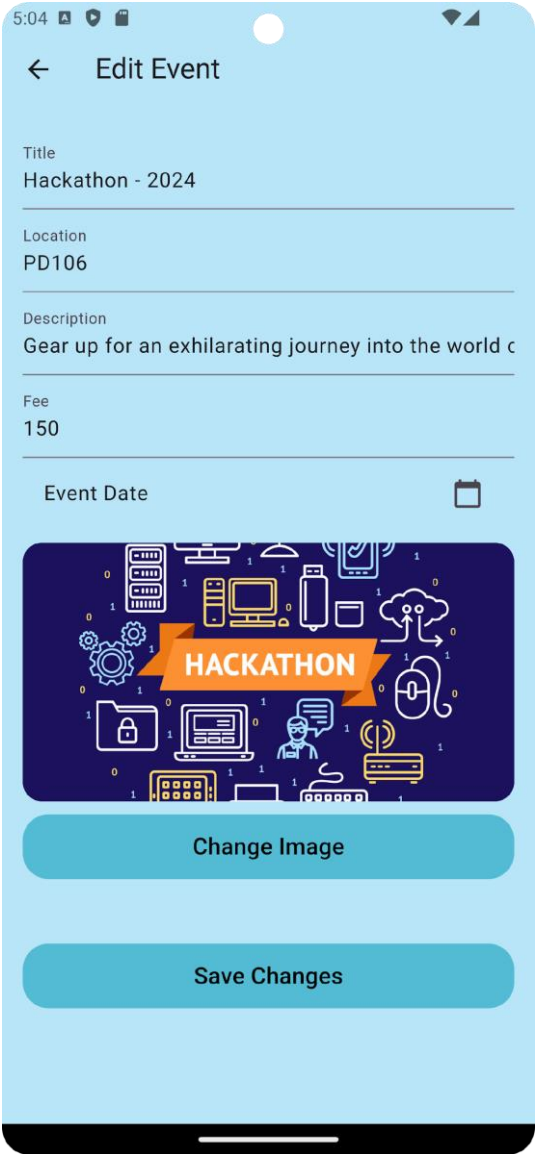 5:04
Edit Event
Title
Hackathon - 2024
Location
PD106
Description
Gear up for an exhilarating journey into the world
Fee
150
Event Date
HACKATHON
Change Image
Save Changes